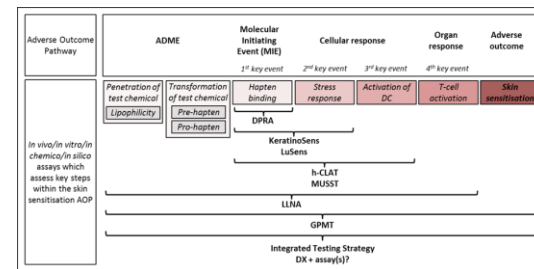 Adverse Outcome
Pathway
ADME
Molecular
Initiating
Event (MIE)
1st key event
Cellular response
2nd key event
3rd key event
Organ
response
4th key event
Adverse
outcome
In vivo/in vitro/in
chemico/in silico
assays which
assess key steps
within the skin
sensitisation AOP
Penetration of
test chemical
Lipophilicity
Transformation
of test chemical
Pre-hapten
Pro-hapten
Hapten
binding
Stress
response
Activation of
DC
T-cell
activation
Skin
sensitisation
DPRA
KeratinoSens
LuSens
h-CLAT
MUSST
LLNA
GPMT
Integrated Testing Strategy
DX + assay(s)?